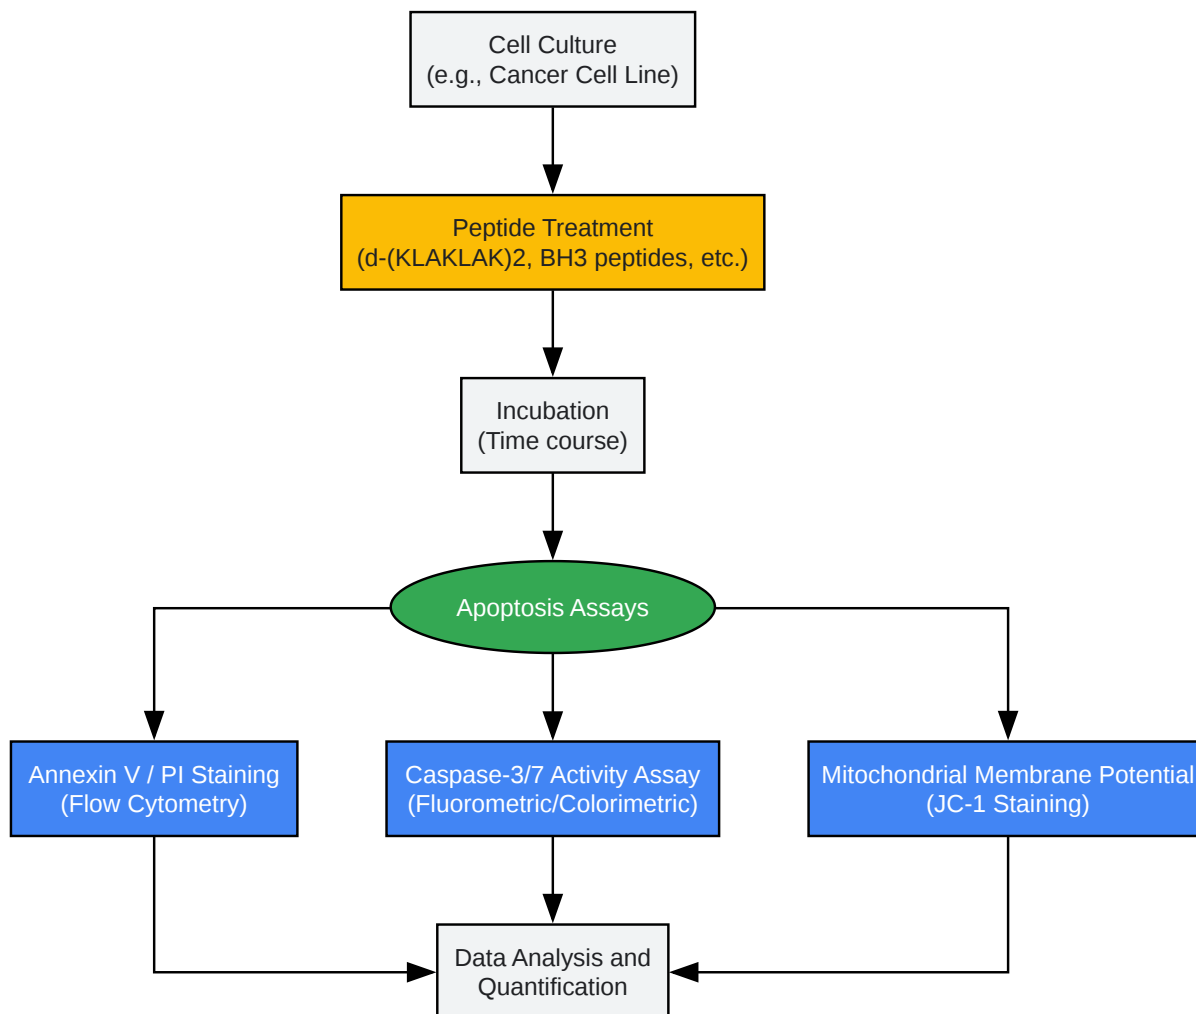 Cell Culture
(e.g., Cancer Cell Line)
Peptide Treatment
(d-(KLAKLAK)2, BH3 peptides, etc.)
Incubation
(Time course)
Apoptosis Assays
Annexin V / PI Staining
(Flow Cytometry)
Caspase-3/7 Activity Assay
(Fluorometric/Colorimetric)
Mitochondrial Membrane Potential
(JC-1 Staining)
Data Analysis and
Quantification